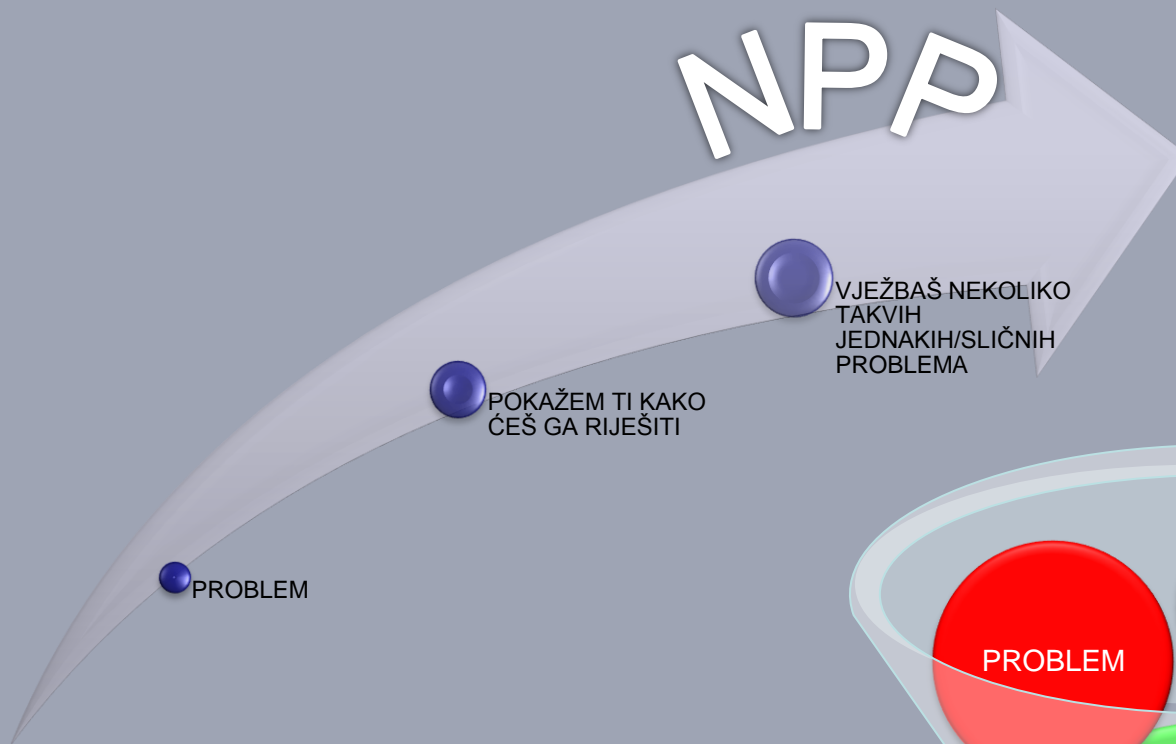 NPP
VJEŽBAŠ NEKOLIKO
TAKVIH
JEDNAKIH/SLIČNIH
PROBLEMA
POKAŽEM TI KAKO
ĆEŠ GA RIJEŠITI
PROBLEM
PROBLEM